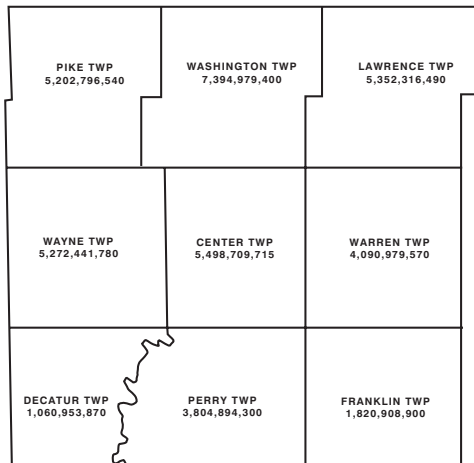 PIKE TWP
5,202,796,540
WASHINGTON TWP
7,394,979,400
LAWRENCE TWP
5,352,316,490
WAYNE TWP
5,272,441,780
CENTER TWP
5,498,709,715
WARREN TWP
4,090,979,570
DECATUR TWP
1,060,953,870
PERRY TWP
3,804,894,300
FRANKLIN TWP
1,820,908,900